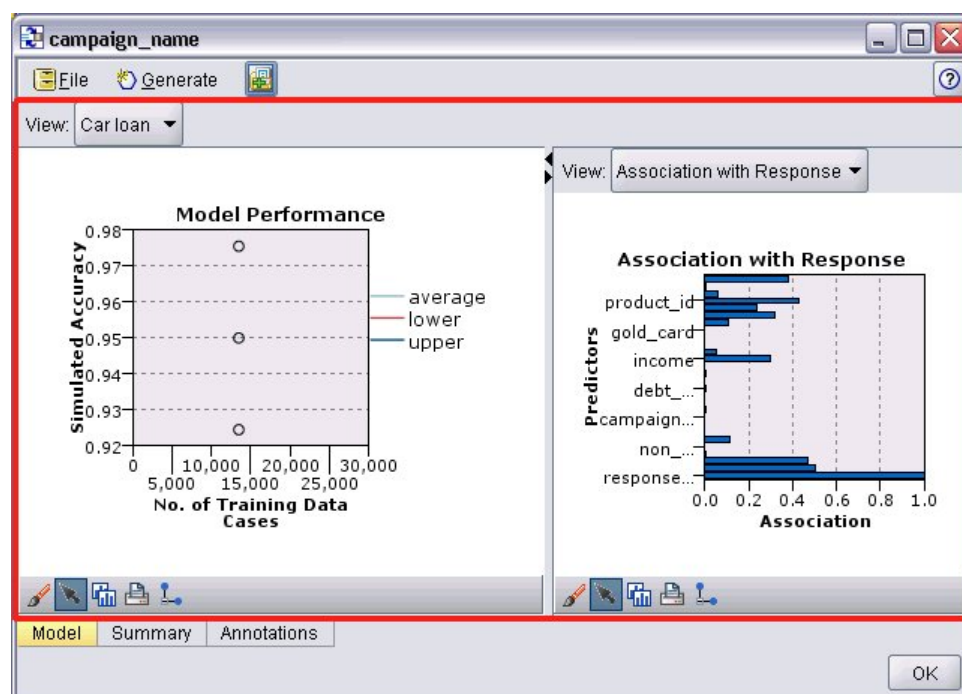 campaign_name
File Generate
View: Car loan
View: Association with Response
Model Performance
Simulated Accuracy
0.98
0.97
0.96
0.95
0.94
0.93
0.92
0 10,000 20,000 30,000
5,000 15,000 25,000
No. of Training Data
Cases
average
lower
upper
Association with Response
Predictors
product_id
gold_card
income
debt_...
campaign...
non_...
response...
0.0 0.2 0.4 0.6 0.8 1.0
Association
Model Summary Annotations
OK